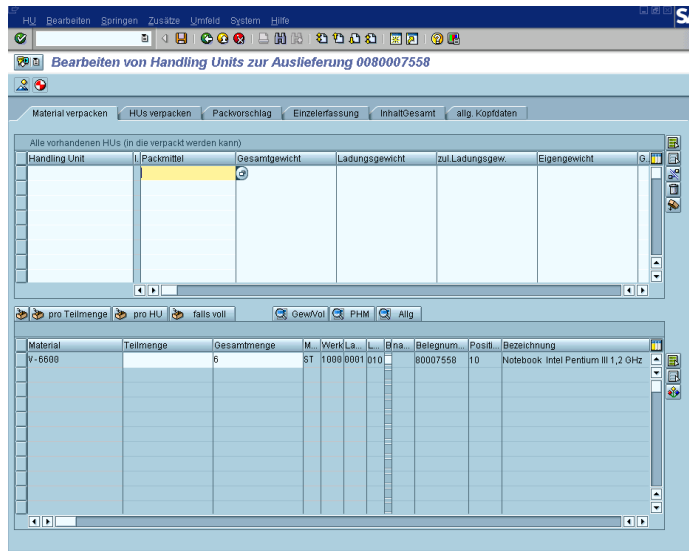 HU Bearbeiten Springen Zusätze Umfeld System Hilfe
Bearbeiten von Handling Units zur Auslieferung 0080007558
Material verpacken HUs verpacken Packvorschlag Einzelerfassung InhaltGesamt allg. Kopfdaten
Alle vorhandenen HUs (in die verpackt werden kann)
Handling Unit I. Packmittel Gesamtgewicht Ladungsgewicht zul.Ladungsgew. Eigengewicht G..
pro Teilmenge pro HU falls voll Gew/Vol PHM Allg
Material Teilmenge Gesamtmenge M... Werk La... L... B na... Belegnum... Positi... Bezeichnung
V-6600 6 ST 1000 0001 010 80007558 10 Notebook Intel Pentium III 1,2 GHz